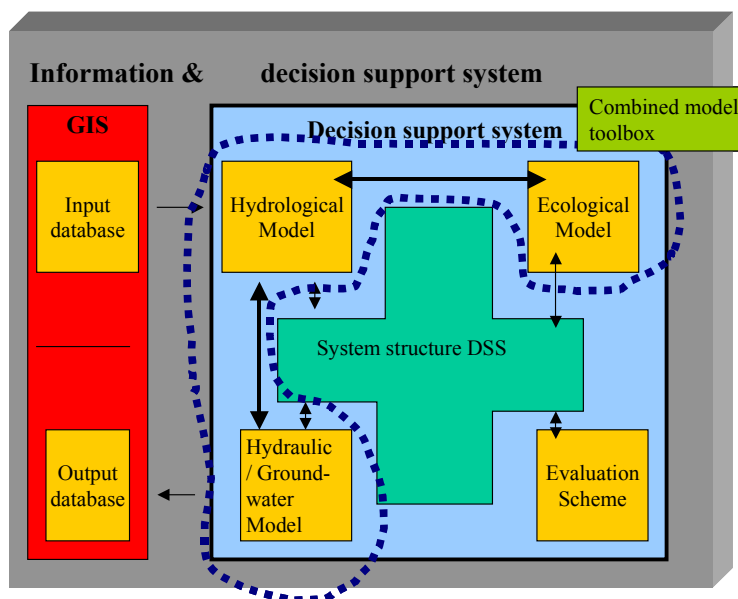 Information & decision support system
GIS
Decision support system
Combined model
toolbox
Input
database
Hydrological
Model
Ecological
Model
System structure DSS
Output
database
Hydraulic
/ Ground-
water
Model
Evaluation
Scheme